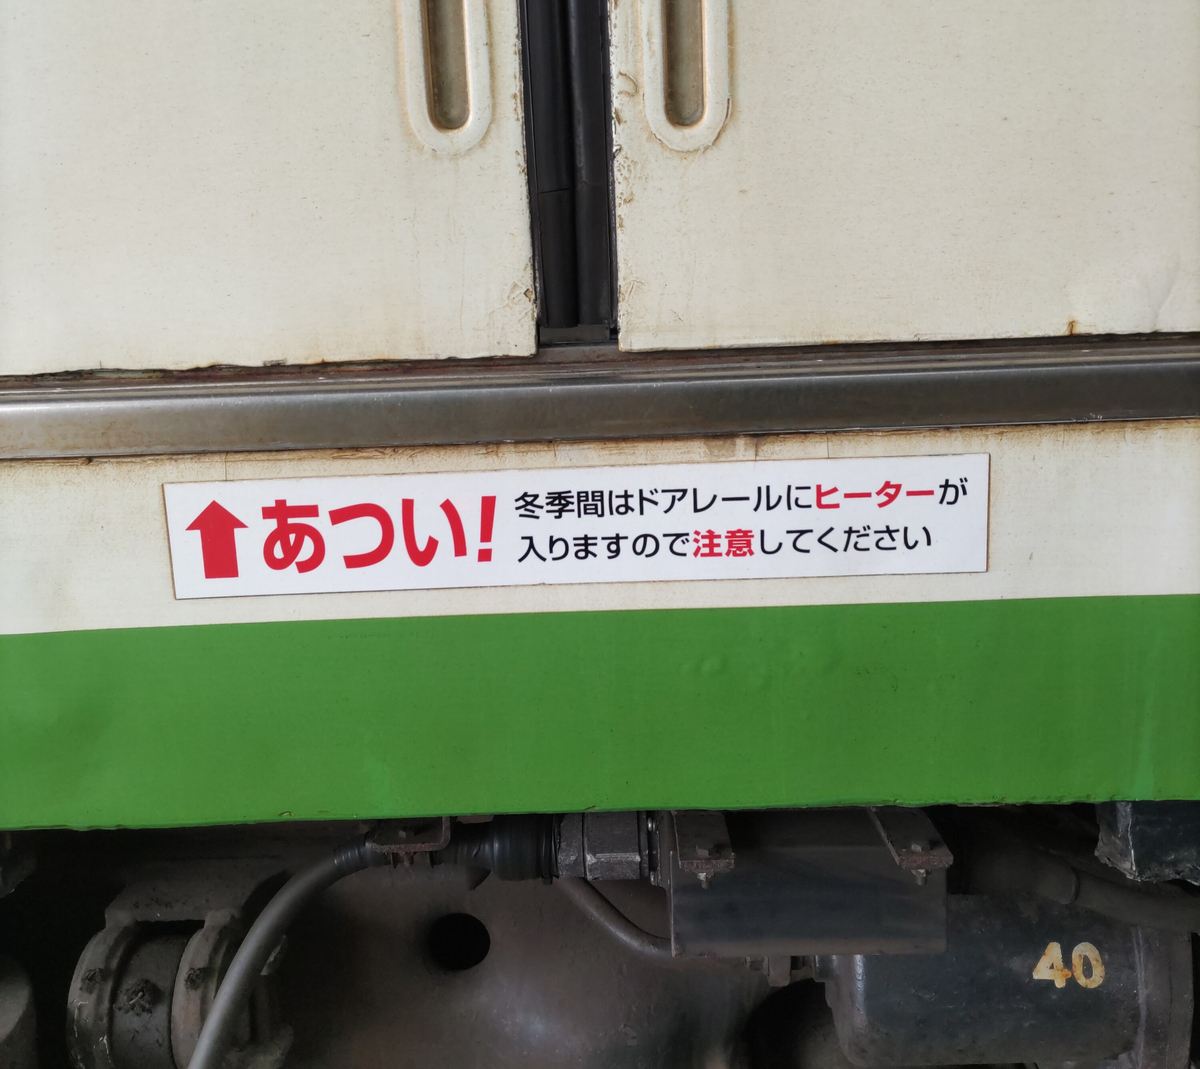 あつい!
冬季間はドアレールにヒーターが
入りますので注意してください
40